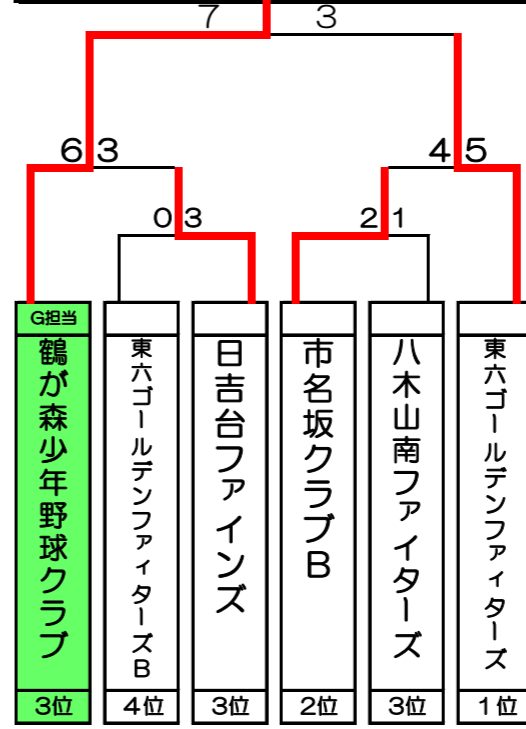 7 3
6 3
4 5
0 3
2 1
G担当
鶴が森少年野球クラブ
3位
東六ゴールデンファイターズB
4位
日吉台ファインズ
3位
市名坂クラブB
2位
八木山南ファイターズ
3位
東六ゴールデンファイターズ
1位